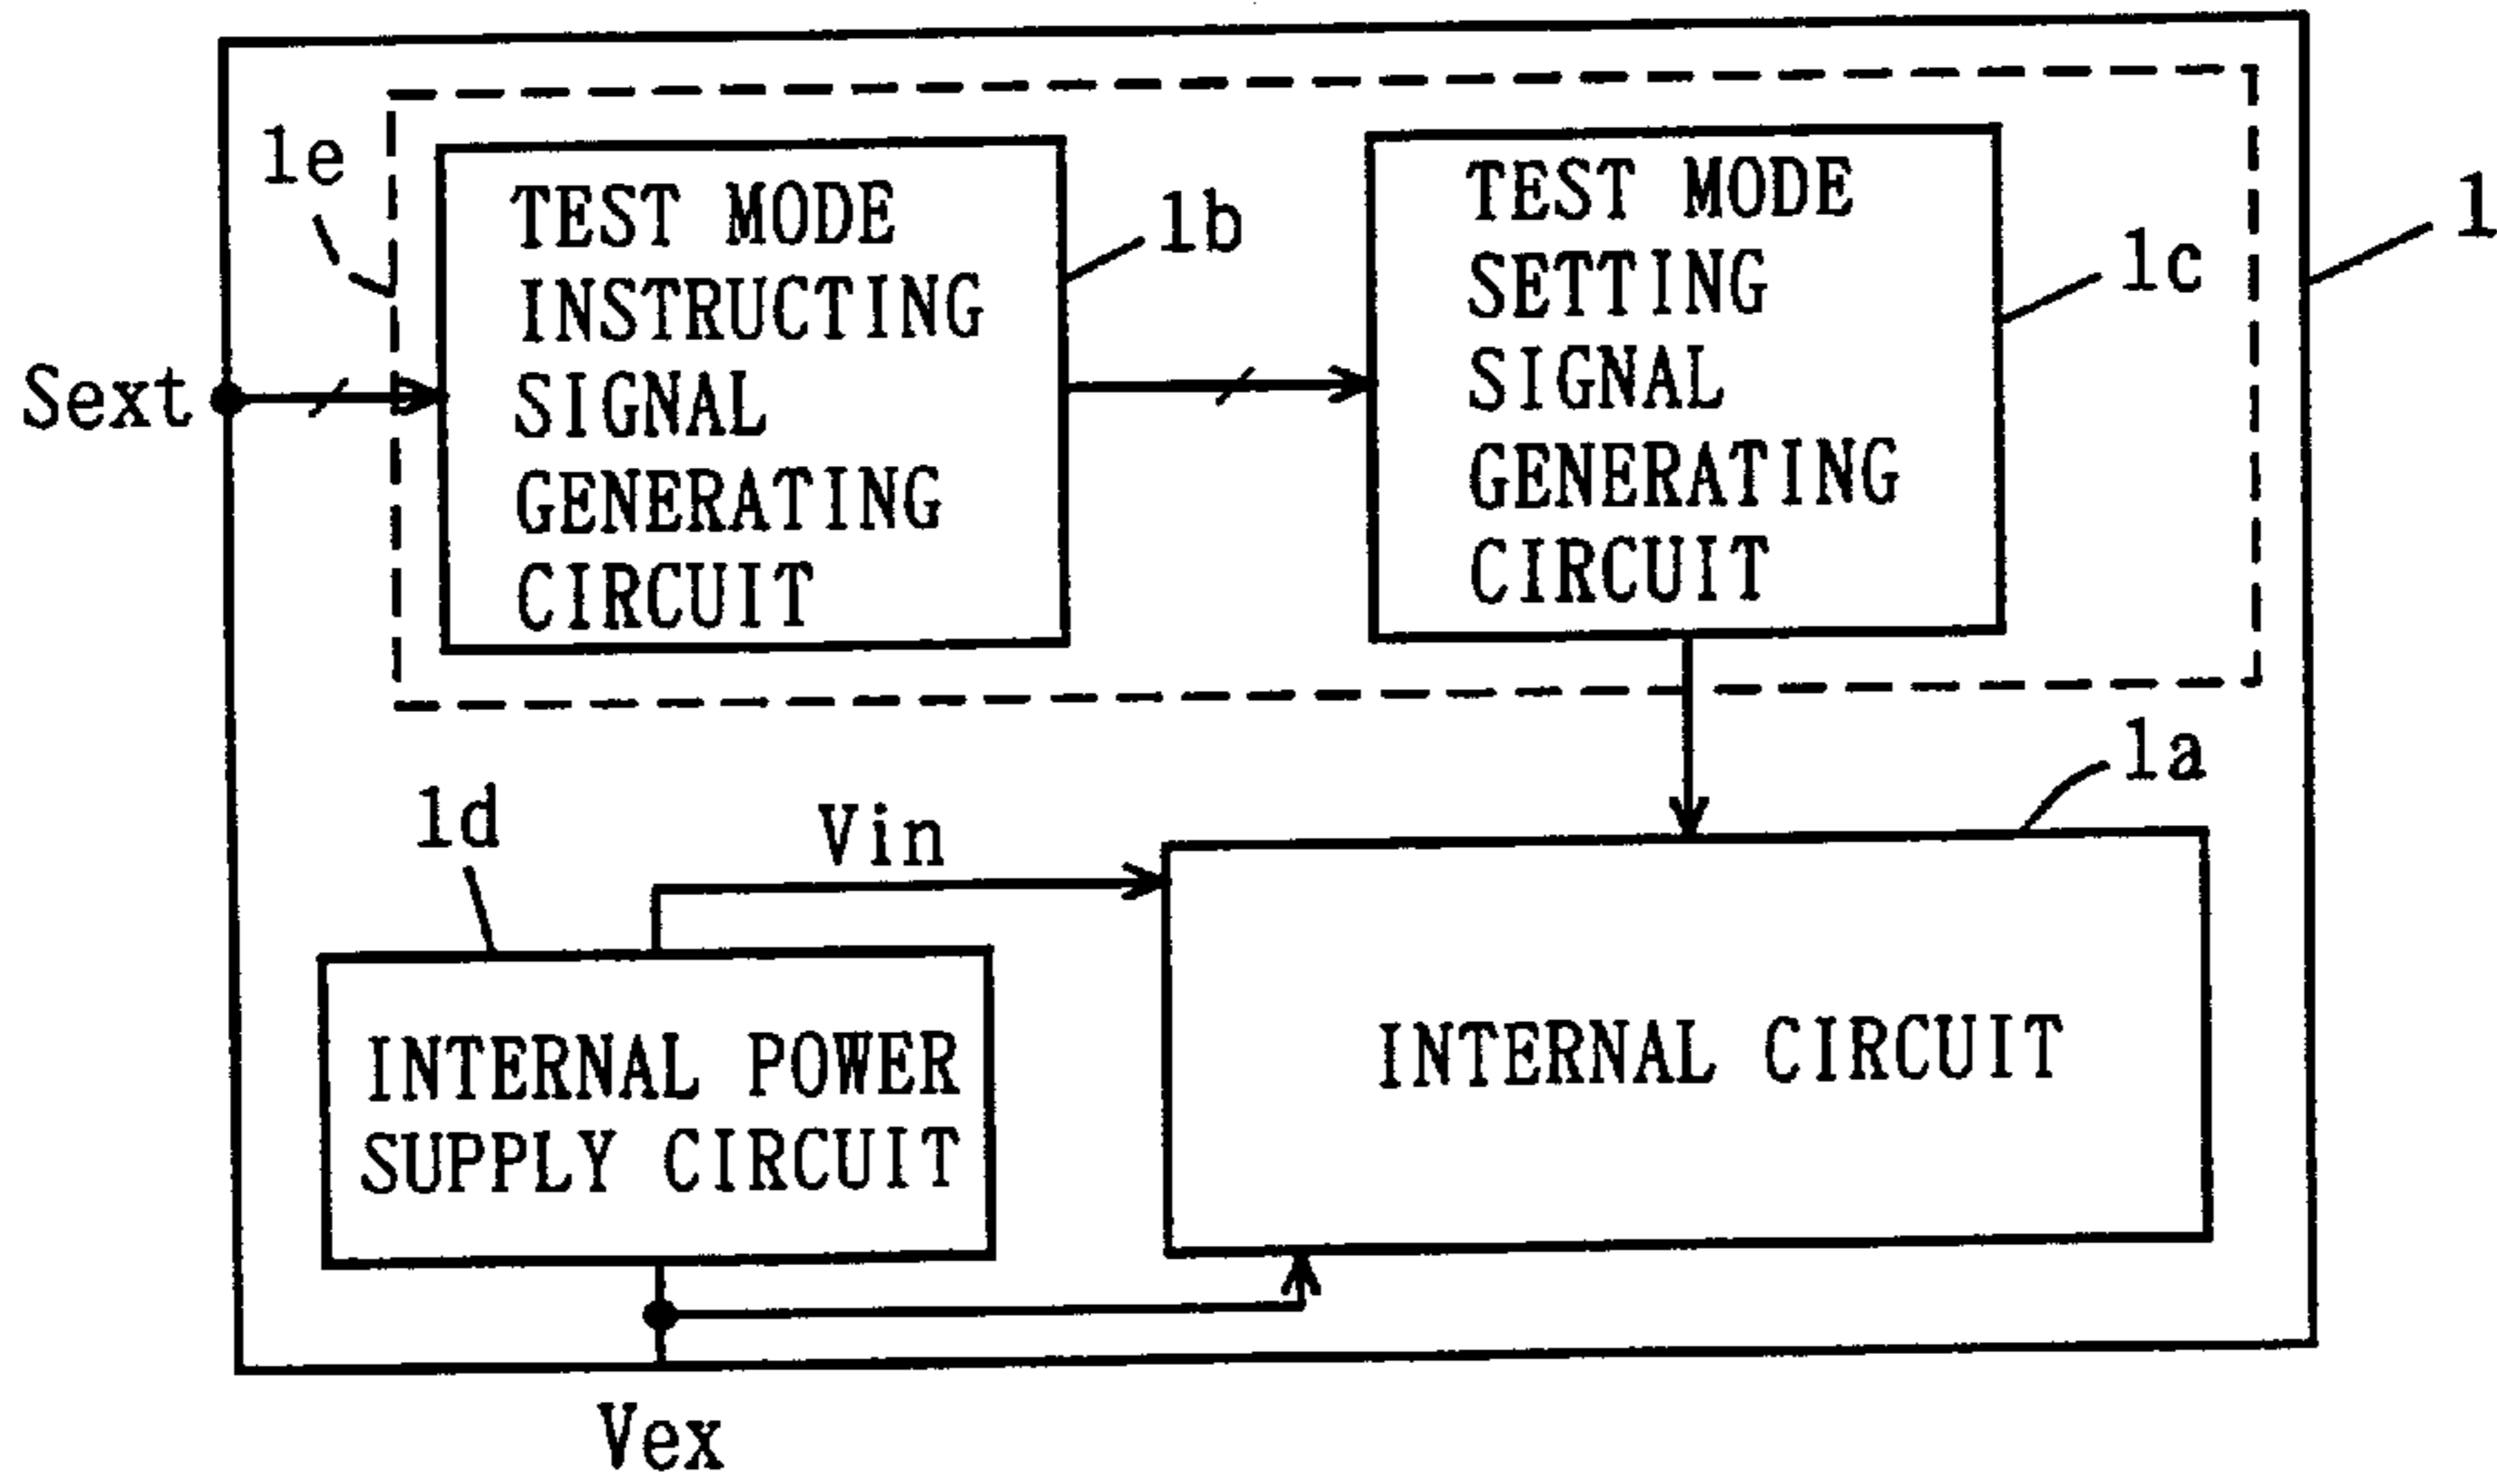 1e
TEST MODE
INSTRUCTING
SIGNAL
GENERATING
CIRCUIT
1b
TEST MODE
SETTING
SIGNAL
GENERATING
CIRCUIT
1c
1
Sext
1d
Vin
1a
INTERNAL POWER
SUPPLY CIRCUIT
INTERNAL CIRCUIT
Vex